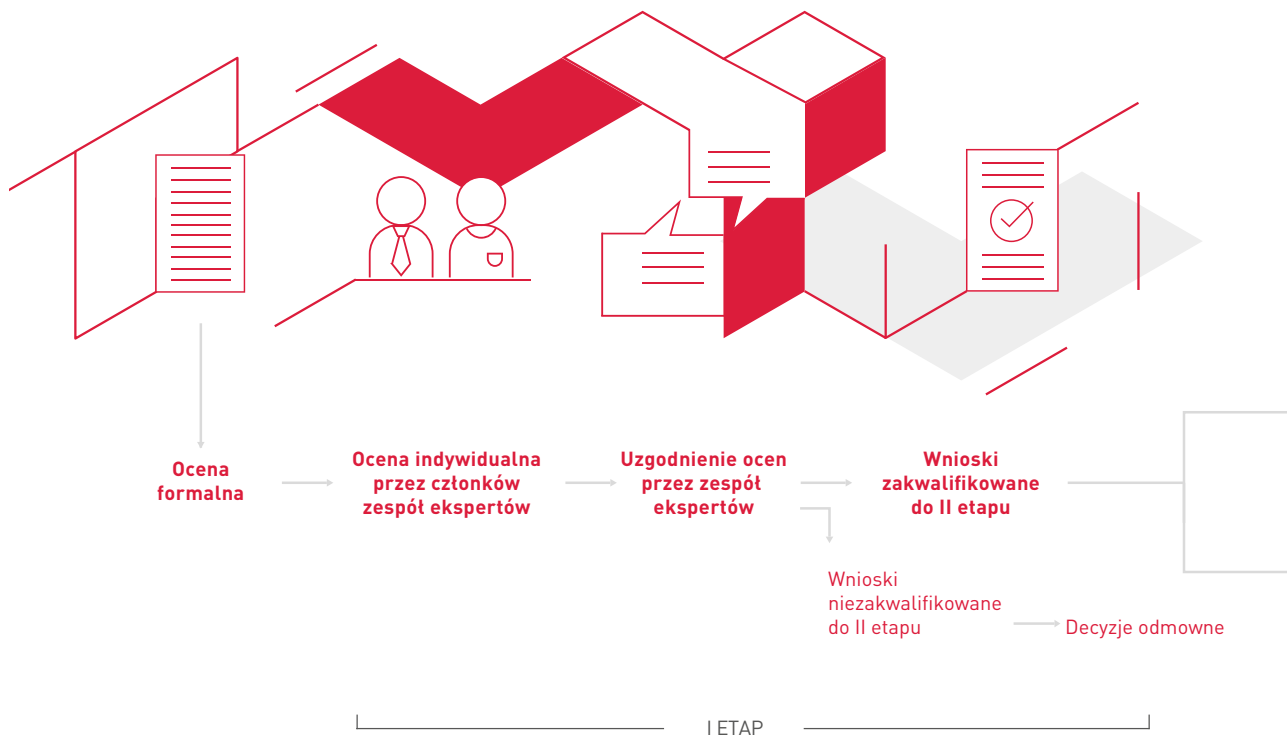 Ocena
formalna
Ocena indywidualna
przez członków
zespół ekspertów
Uzgodnienie ocen
przez zespół
ekspertów
Wnioski
zakwalifikowane
do II etapu
Wnioski
niezakwalifikowane
do II etapu
Decyzje odmowne
I ETAP